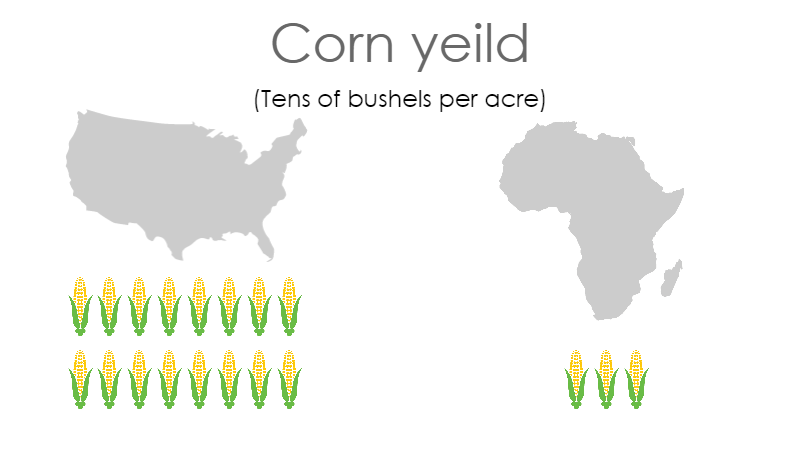 Corn yeild
(Tens of bushels per acre)